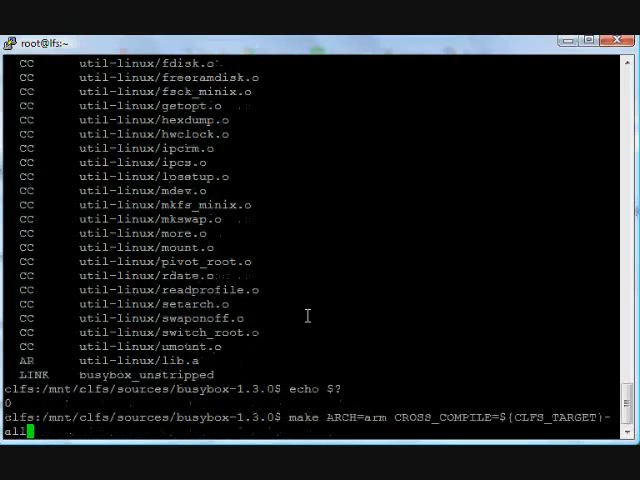 root@lfs:~
CC util-linux/fdisk.o
CC util-linux/freeramdisk.o
CC util-linux/fsck_minix.o
CC util-linux/getopt.o
CC util-linux/hexdump.o
CC util-linux/hwclock.o
CC util-linux/ipcrm.o
CC util-linux/ipcs.o
CC util-linux/losetup.o
CC util-linux/mdev.o
CC util-linux/mkfs_minix.o
CC util-linux/mkswap.o
CC util-linux/more.o
CC util-linux/mount.o
CC util-linux/pivot_root.o
CC util-linux/rdate.o
CC util-linux/readprofile.o
CC util-linux/setarch.o
CC util-linux/swaponoff.o
CC util-linux/switch_root.o
CC util-linux/umount.o
AR util-linux/lib.a
LINK busybox_unstripped
clfs:/mnt/clfs/sources/busybox-1.3.0$ echo $?
0
clfs:/mnt/clfs/sources/busybox-1.3.0$ make ARCH=arm CROSS_COMPILE=${CLFS_TARGET}-
all